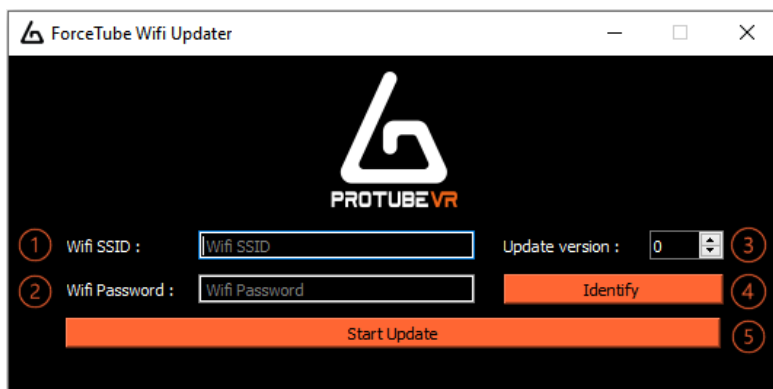 ForceTube Wifi Updater
PROTUBEVR
1 Wifi SSID : Wifi SSID Update version : 0 3
2 Wifi Password : Wifi Password Identify 4
Start Update 5